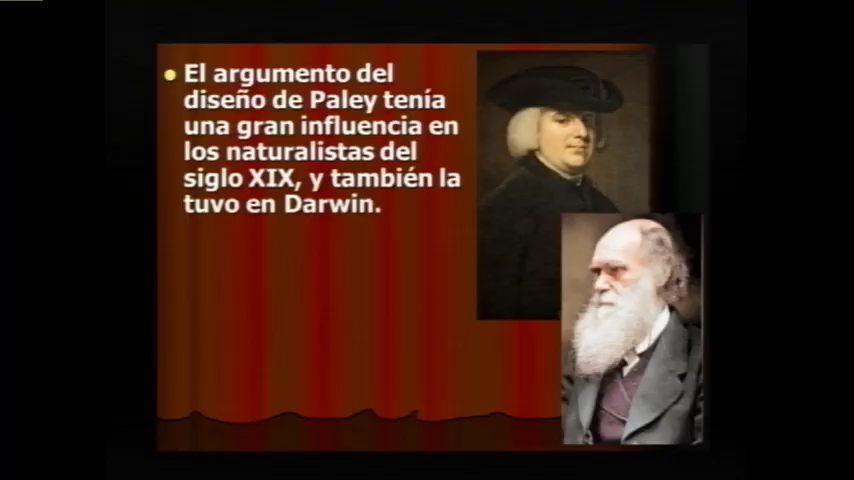 El argumento del
diseño de Paley tenía
una gran influencia en
los naturalistas del
siglo XIX, y también la
tuvo en Darwin.